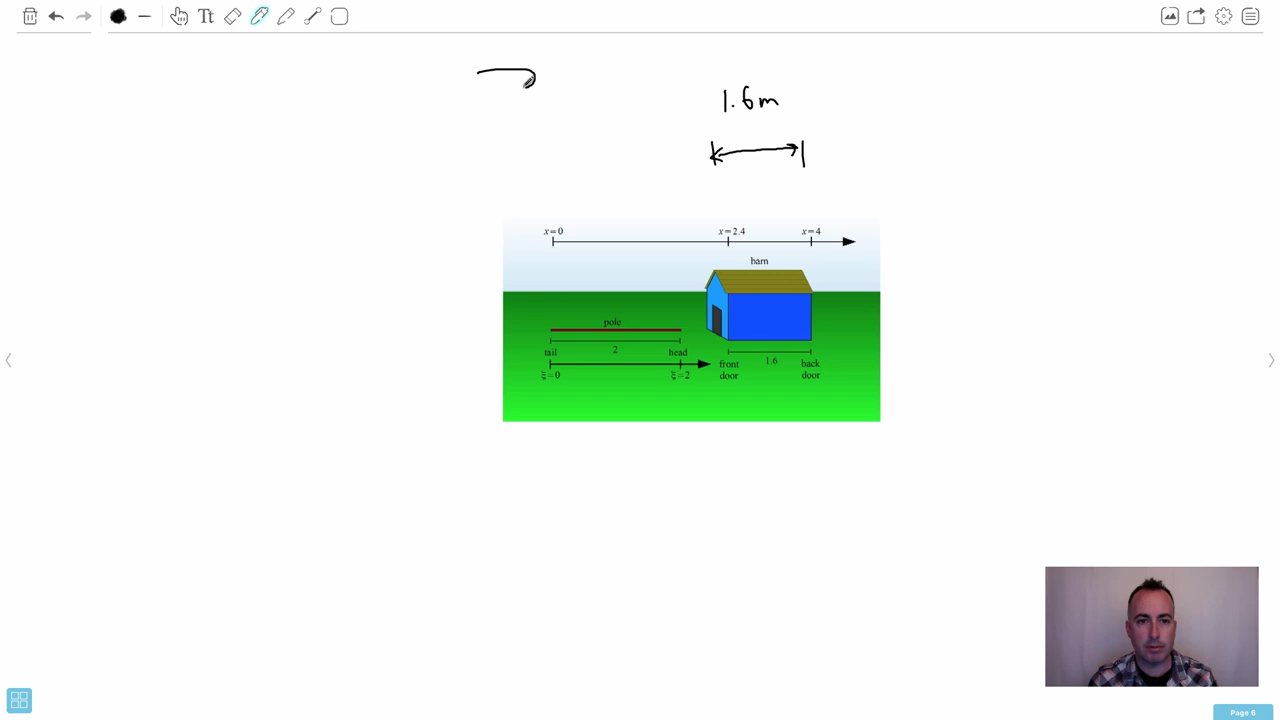 Tt
1.6m
x=0 x=2.4 x=4
barn
pole
2
tail head
ξ=0 ξ=2
1.6
front door
back door
Page 6